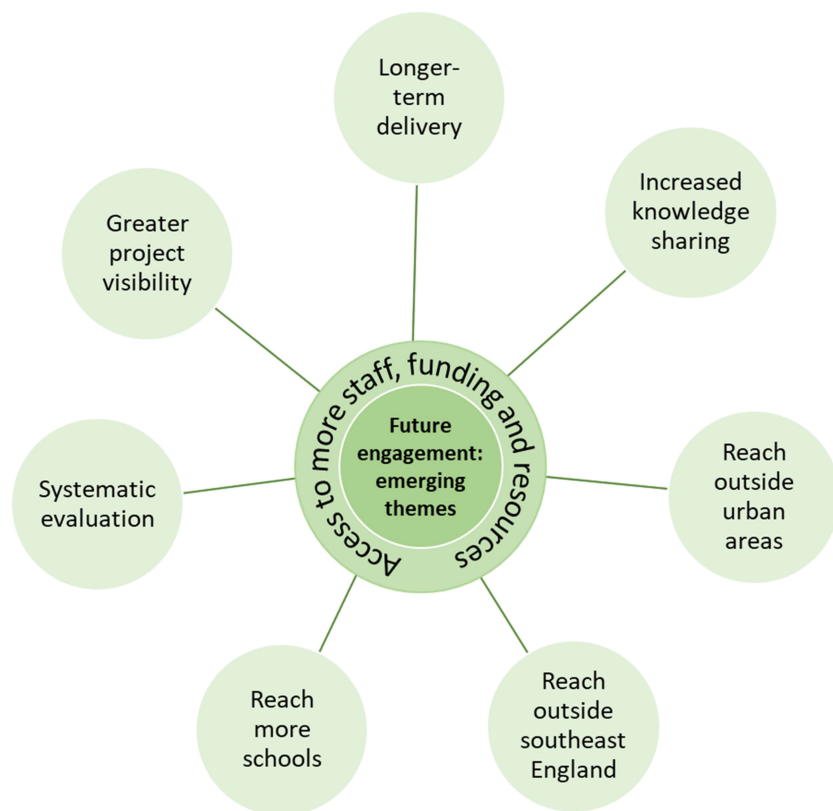 Longer-
term
delivery
Increased
knowledge
sharing
Greater
project
visibility
Access to more staff, funding and resources
Future
engagement:
emerging
themes
Reach
outside
urban
areas
Systematic
evaluation
Reach
more
schools
Reach
outside
southeast
England